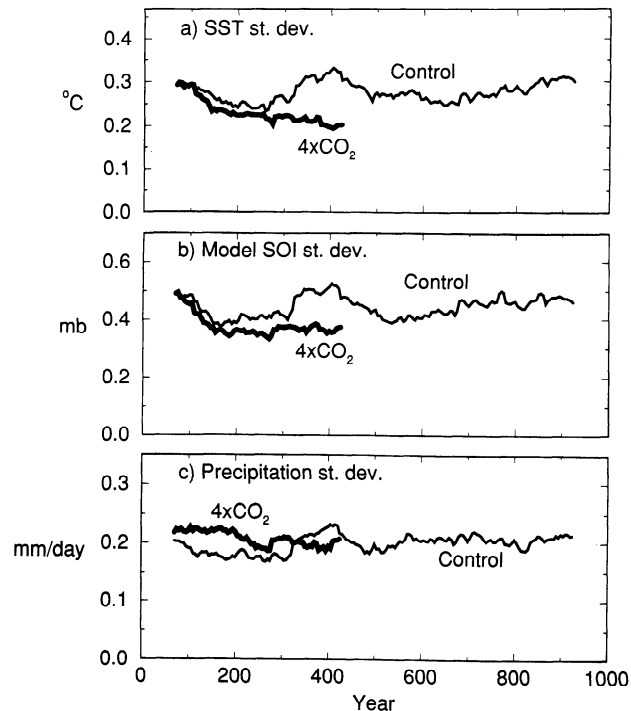 a) SST st. dev.
0.4
0.3
0.2
0.1
0.0
°C
Control
4xCO₂
b) Model SOI st. dev.
0.6
0.4
0.2
0.0
mb
Control
4xCO₂
c) Precipitation st. dev.
0.3
0.2
0.1
0.0
mm/day
4xCO₂
Control
0 200 400 600 800 1000
Year